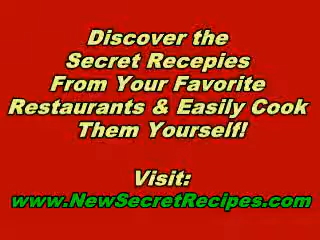 Discover the
Secret Recepies
From Your Favorite
Restaurants & Easily Cook
Them Yourself!
Visit:
www.NewSecretRecipes.com